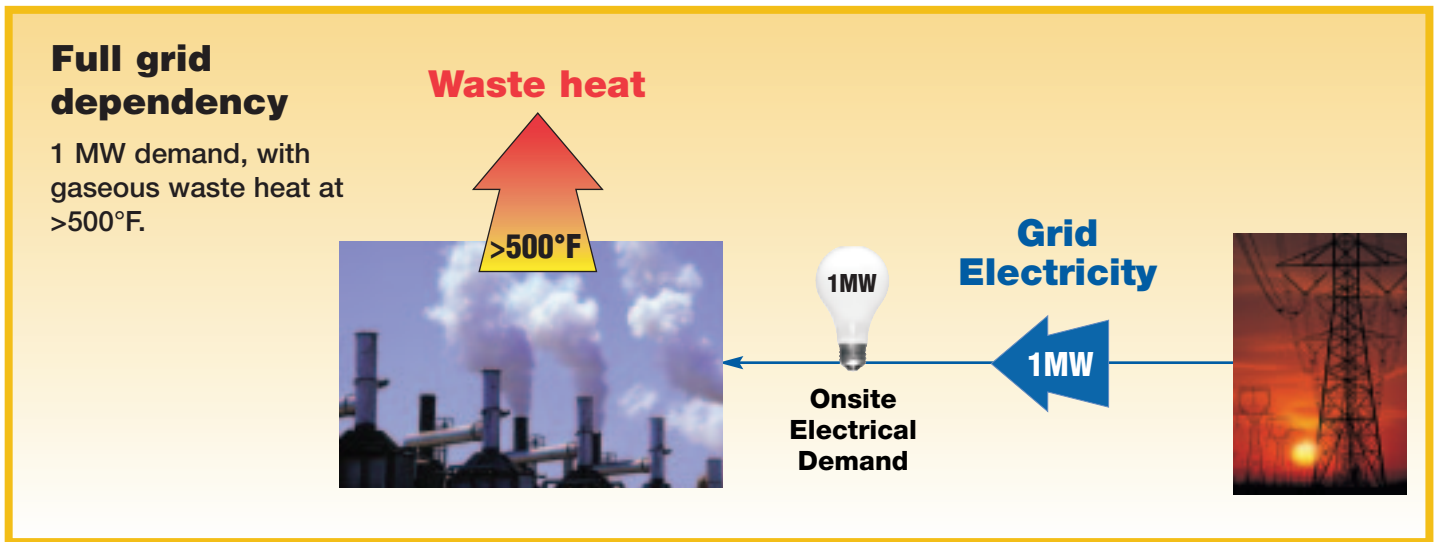 Full grid
dependency
1 MW demand, with
gaseous waste heat at
>500°F.
Waste heat
>500°F
1MW
Onsite
Electrical
Demand
Grid
Electricity
1MW